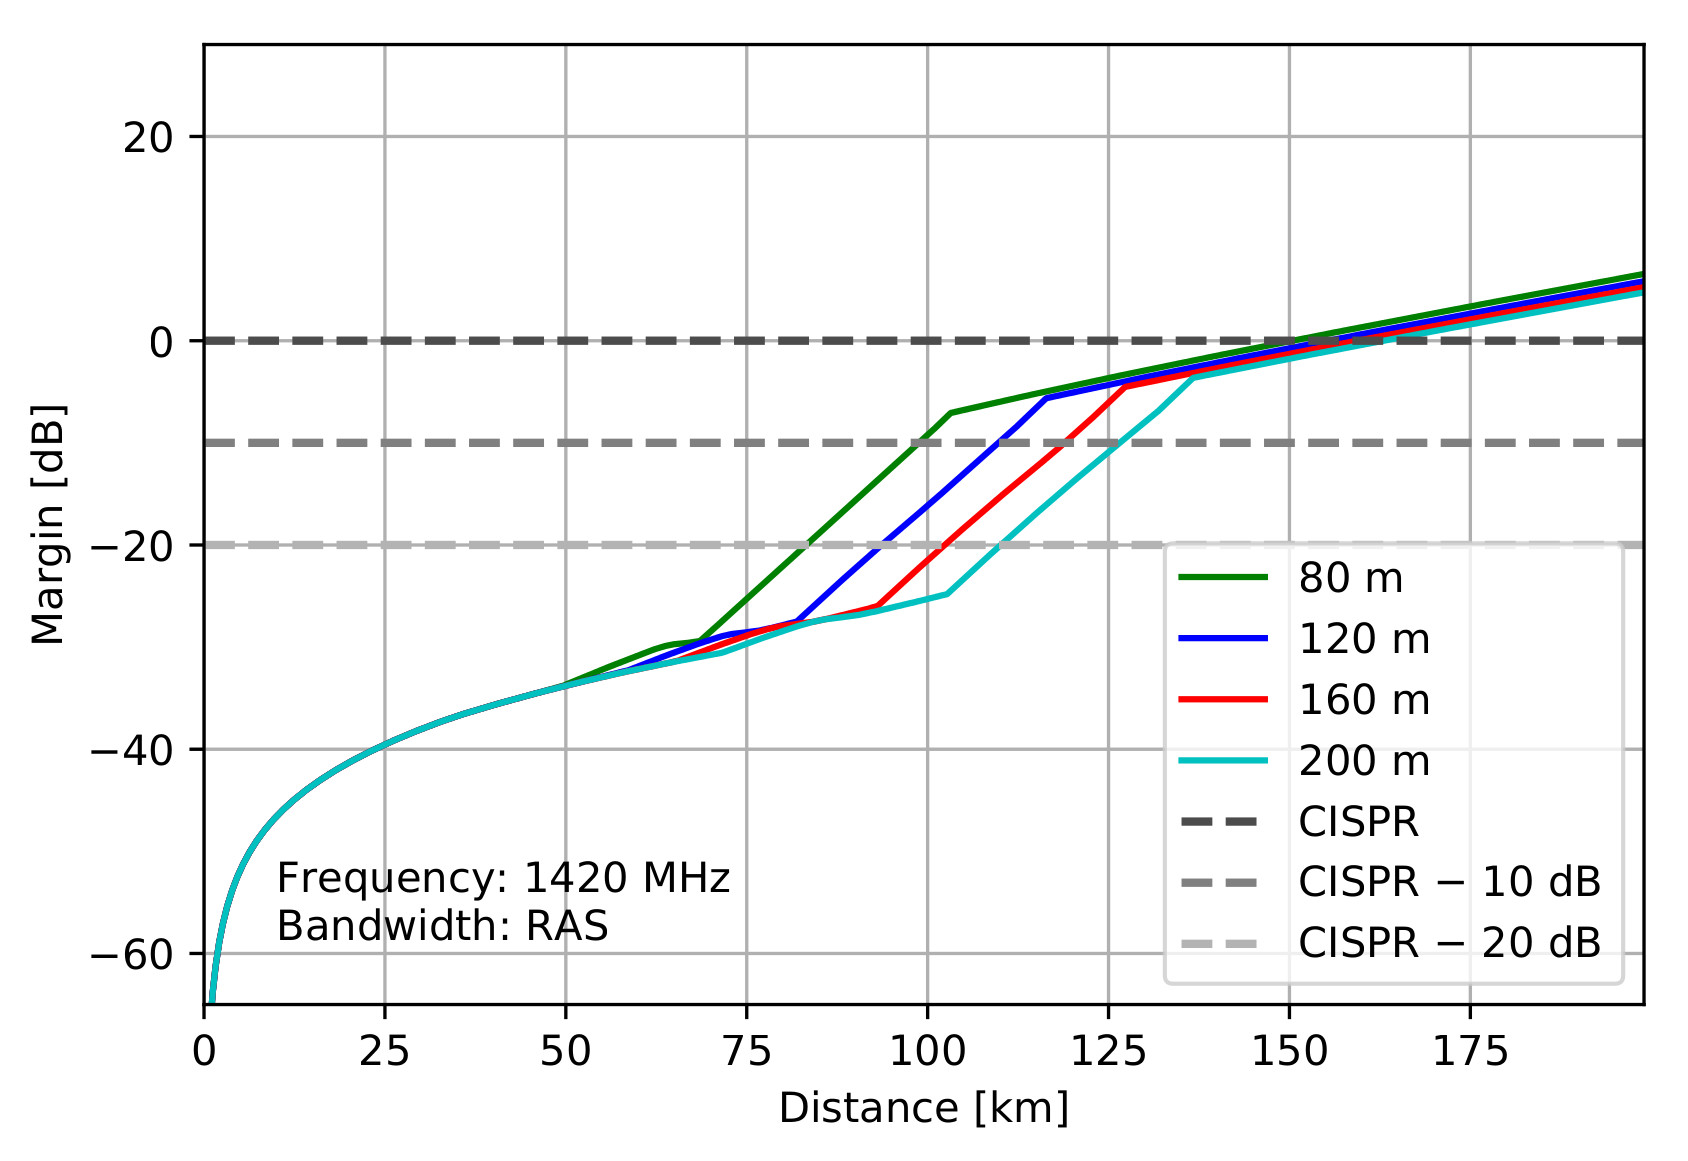 20
0
−20
−40
−60
Margin [dB]
80 m
120 m
160 m
200 m
CISPR
CISPR − 10 dB
CISPR − 20 dB
Frequency: 1420 MHz
Bandwidth: RAS
0 25 50 75 100 125 150 175
Distance [km]